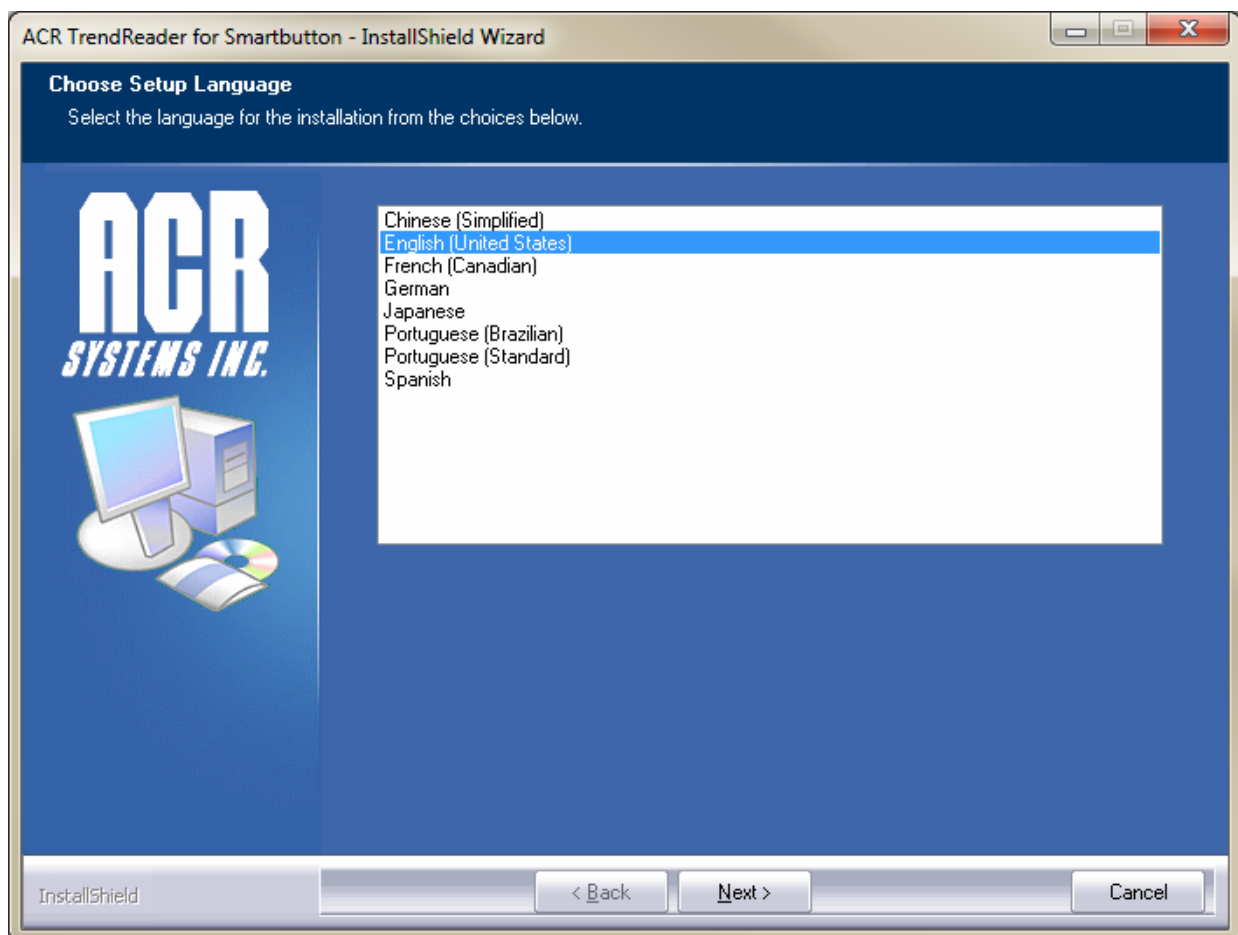 ACR TrendReader for Smartbutton - InstallShield Wizard
Choose Setup Language
Select the language for the installation from the choices below.
ACR
SYSTEMS INC.
Chinese (Simplified)
English (United States)
French (Canadian)
German
Japanese
Portuguese (Brazilian)
Portuguese (Standard)
Spanish
InstallShield
< Back
Next >
Cancel